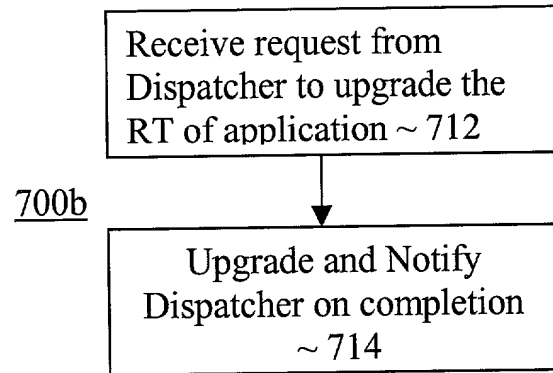 Receive request from
Dispatcher to upgrade the
RT of application ~ 712
700b
Upgrade and Notify
Dispatcher on completion
~ 714